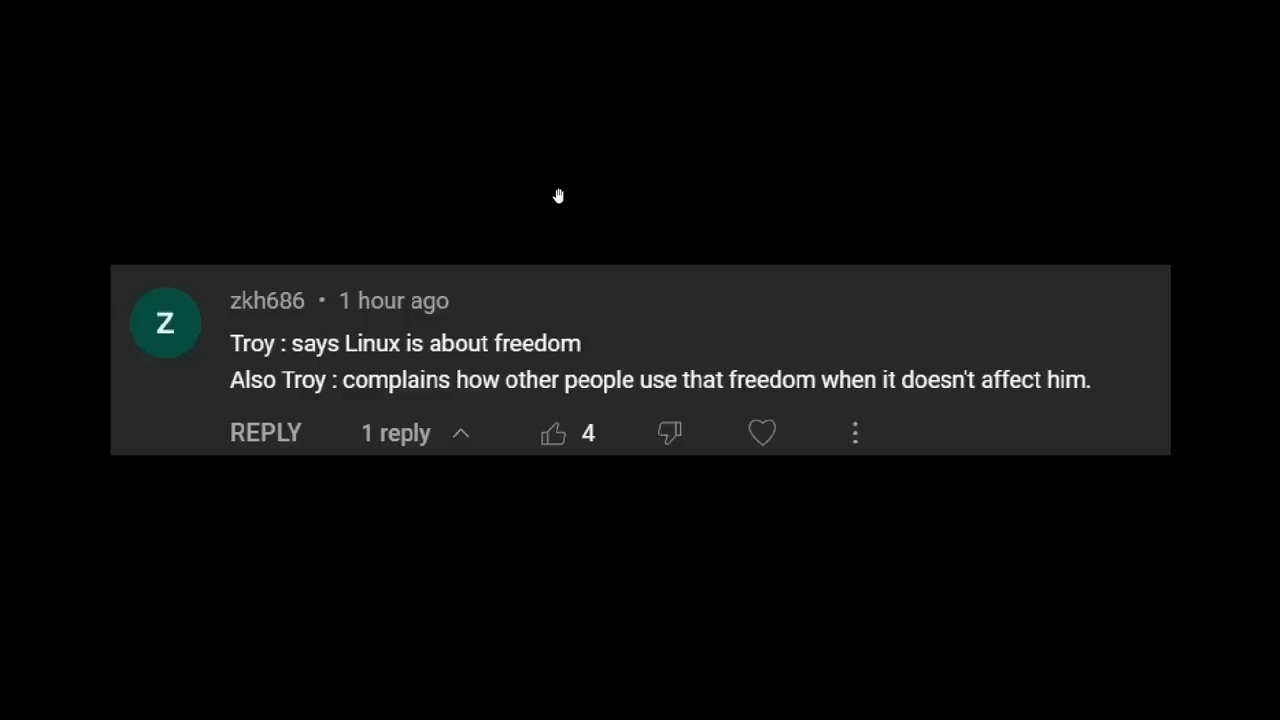 Z
zkh686 • 1 hour ago
Troy : says Linux is about freedom
Also Troy : complains how other people use that freedom when it doesn't affect him.
REPLY 1 reply 4